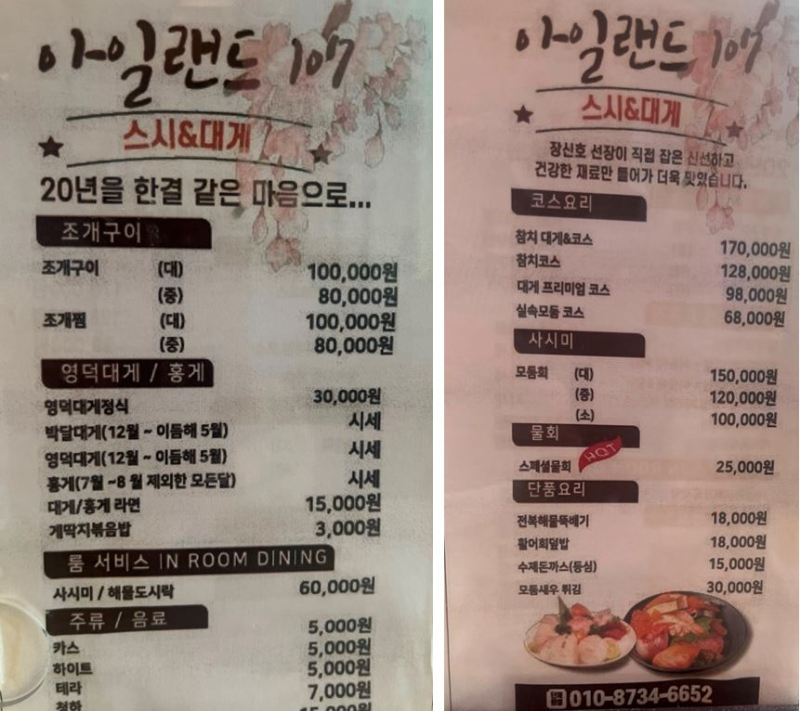 아일랜드 107
스시&대게
20년을 한결 같은 마음으로...
조개구이
조개구이 (대) 100,000원
(중) 80,000원
조개찜 (대) 100,000원
(중) 80,000원
영덕대게 / 홍게
영덕대게정식 30,000원
박달대게(12월 ~ 이듬해 5월) 시세
영덕대게(12월 ~ 이듬해 5월) 시세
홍게(7월 ~8 월 제외한 모든달) 시세
대게/홍게 라면 15,000원
게딱지볶음밥 3,000원
룸 서비스 IN ROOM DINING
사시미 / 해물도시락 60,000원
주류 / 음료
카스 5,000원
하이트 5,000원
테라 5,000원
청하 7,000원
아일랜드 107
스시&대게
장신호 선장이 직접 잡은 신선하고
건강한 재료만 들어가 더욱 맛있습니다.
코스요리
참치 대게&코스 170,000원
참치코스 128,000원
대게 프리미엄 코스 98,000원
실속모둠 코스 68,000원
사시미
모듬회 (대) 150,000원
(중) 120,000원
(소) 100,000원
물회
스페셜물회 HOT 25,000원
단품요리
전복해물뚝배기 18,000원
활어회덮밥 18,000원
수제돈까스(등심) 15,000원
모듬새우 튀김 30,000원
010-8734-6652